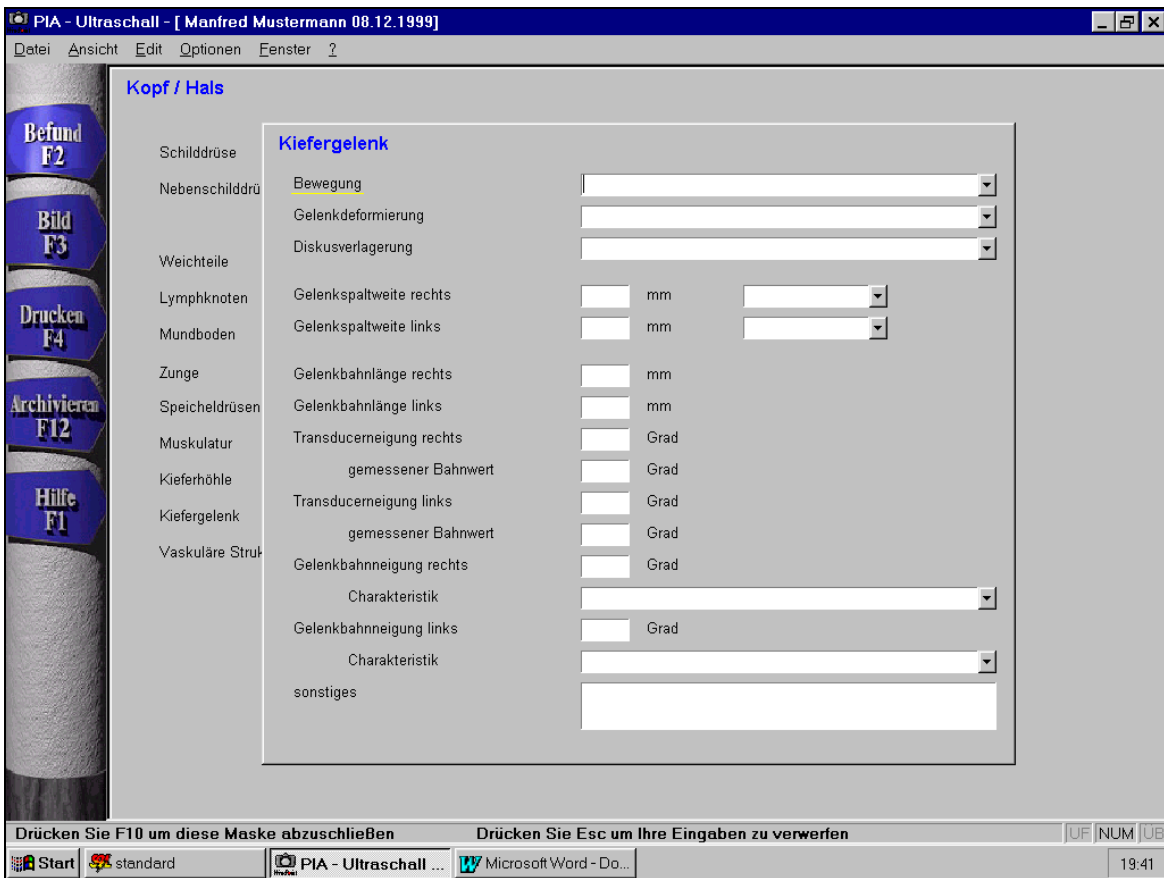 PIA - Ultraschall - [ Manfred Mustermann 08.12.1999]
Datei Ansicht Edit Optionen Fenster ?
Befund
F2
Bild
F3
Drucken
F4
Archivieren
F12
Hilfe
F1
Kopf / Hals
Schilddrüse
Nebenschilddrü
Weichteile
Lymphknoten
Mundboden
Zunge
Speicheldrüsen
Muskulatur
Kieferhöhle
Kiefergelenk
Vaskuläre Struk
Kiefergelenk
Bewegung
Gelenkdeformierung
Diskusverlagerung
Gelenkspaltweite rechts mm
Gelenkspaltweite links mm
Gelenkbahnlänge rechts mm
Gelenkbahnlänge links mm
Transducerneigung rechts Grad
gemessener Bahnwert Grad
Transducerneigung links Grad
gemessener Bahnwert Grad
Gelenkbahnneigung rechts Grad
Charakteristik
Gelenkbahnneigung links Grad
Charakteristik
sonstiges
Drücken Sie F10 um diese Maske abzuschließen Drücken Sie Esc um Ihre Eingaben zu verwerfen UF NUM ÜB
Start standard PIA - Ultraschall ... Microsoft Word - Do... 19:41